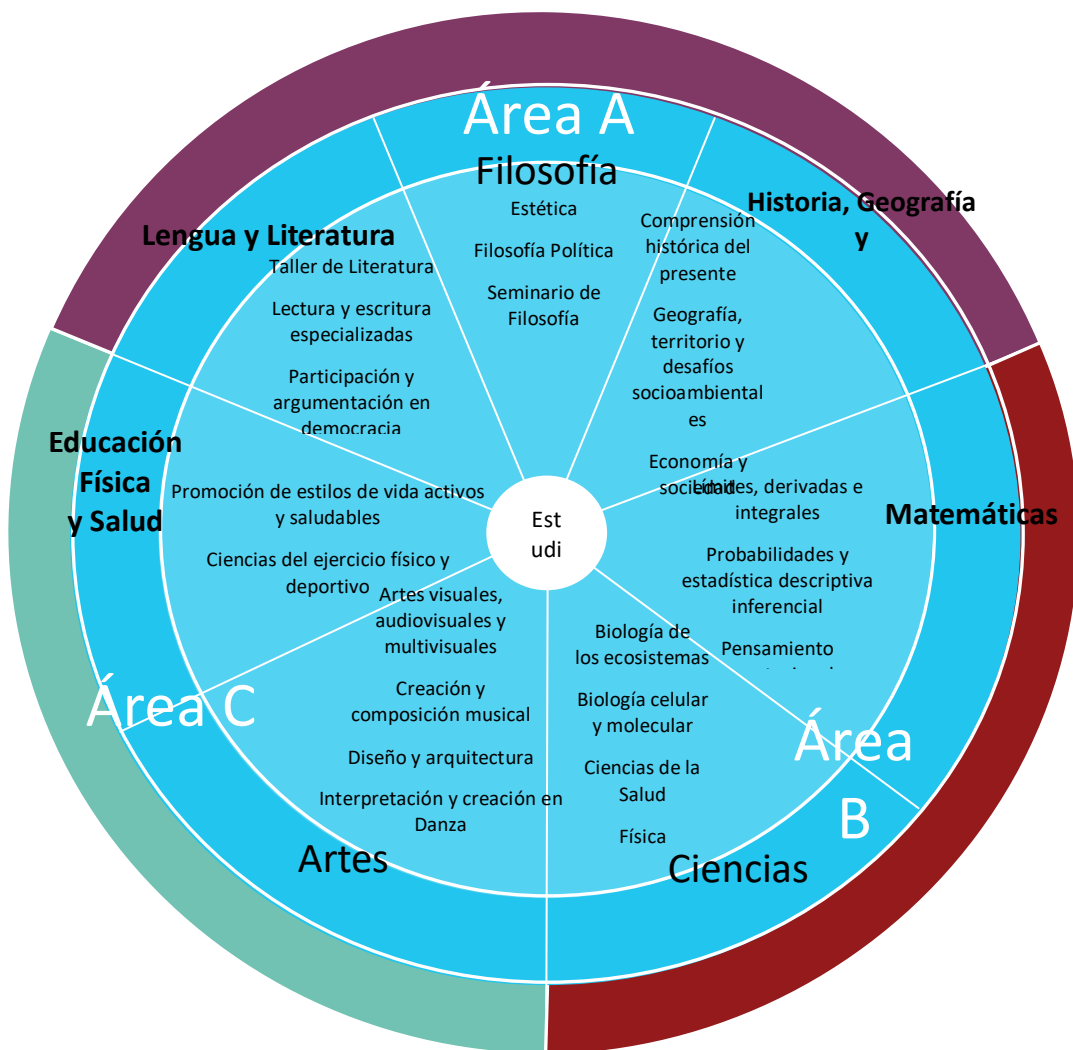 Área A
Filosofía
Estética
Filosofía Política
Seminario de
Filosofía
Historia, Geografía
y
Comprensión
histórica del
presente
Geografía,
territorio y
desafíos
socioambiental
es
Economía y
sociedad
Matemáticas
Límites, derivadas e
integrales
Probabilidades y
estadística descriptiva
inferencial
Pensamiento
Área
B
Ciencias
Biología de
los ecosistemas
Biología celular
y molecular
Ciencias de la
Salud
Física
Artes
Artes visuales,
audiovisuales y
multivisuales
Creación y
composición musical
Diseño y arquitectura
Interpretación y creación en
Danza
Área C
Educación
Física
y Salud
Promoción de estilos de vida activos
y saludables
Ciencias del ejercicio físico y
deportivo
Lengua y Literatura
Taller de Literatura
Lectura y escritura
especializadas
Participación y
argumentación en
democracia
Est
udi